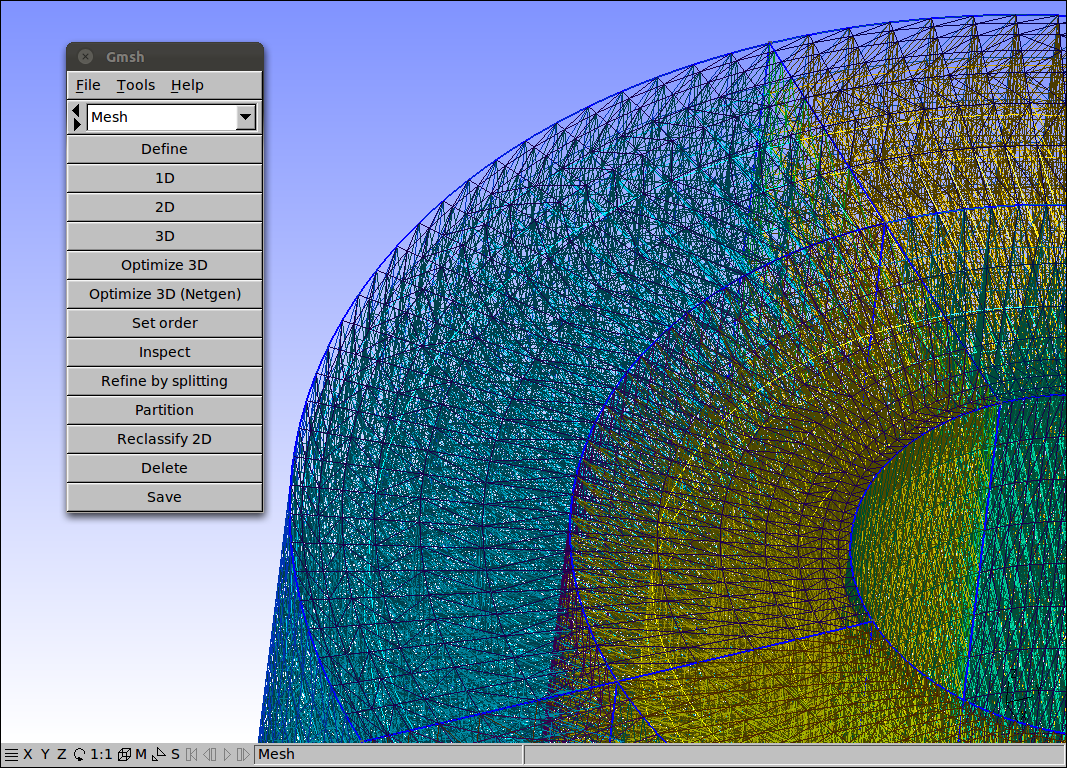 Gmsh
File Tools Help
Mesh
Define
1D
2D
3D
Optimize 3D
Optimize 3D (Netgen)
Set order
Inspect
Refine by splitting
Partition
Reclassify 2D
Delete
Save
X Y Z 1:1 M S Mesh